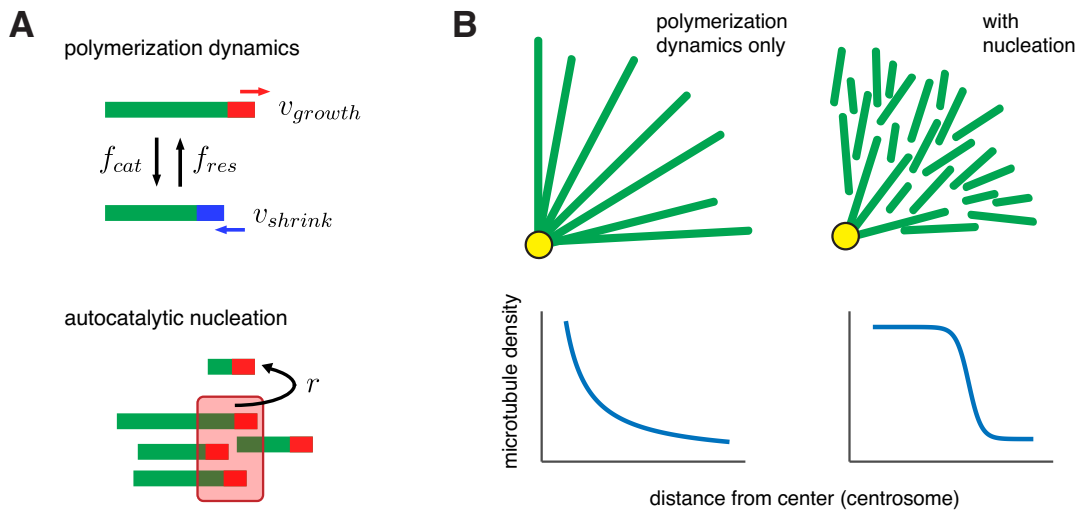 A
polymerization dynamics
v_growth
f_cat
f_res
v_shrink
autocatalytic nucleation
r
B
polymerization
dynamics only
with
nucleation
microtubule density
distance from center (centrosome)